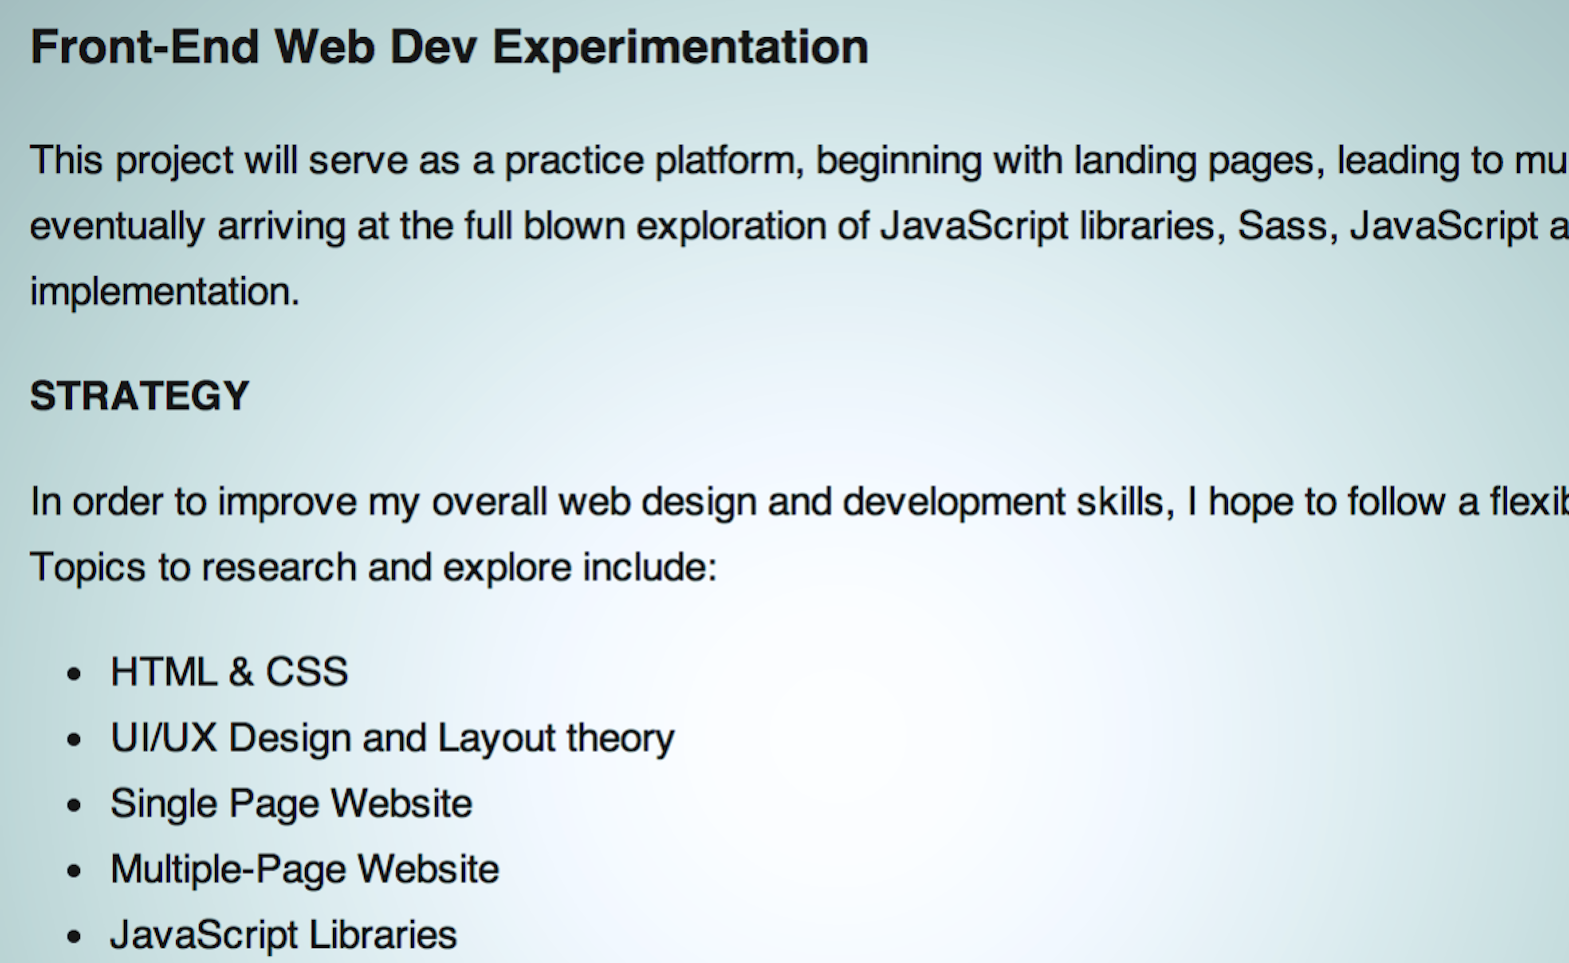 Front-End Web Dev Experimentation
This project will serve as a practice platform, beginning with landing pages, leading to mu
eventually arriving at the full blown exploration of JavaScript libraries, Sass, JavaScript a
implementation.
STRATEGY
In order to improve my overall web design and development skills, I hope to follow a flexib
Topics to research and explore include:
• HTML & CSS
• UI/UX Design and Layout theory
• Single Page Website
• Multiple-Page Website
• JavaScript Libraries